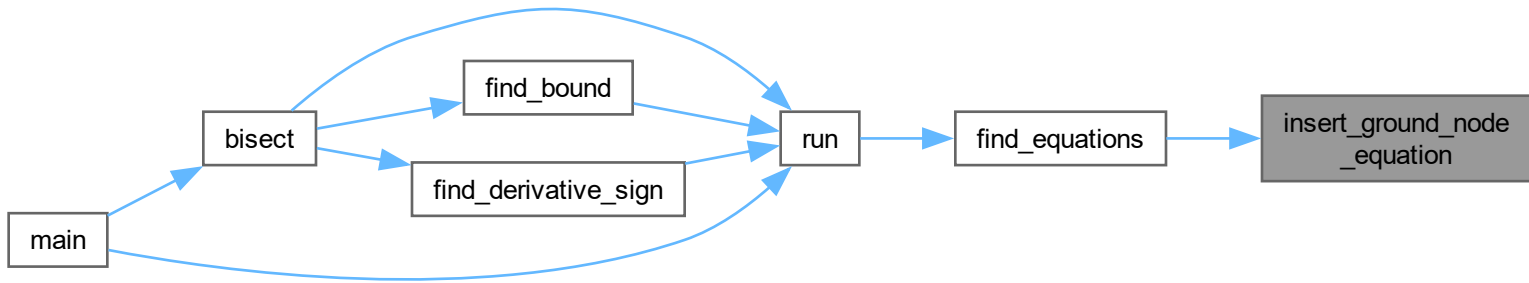 main
bisect
find_bound
find_derivative_sign
run
find_equations
insert_ground_node
_equation